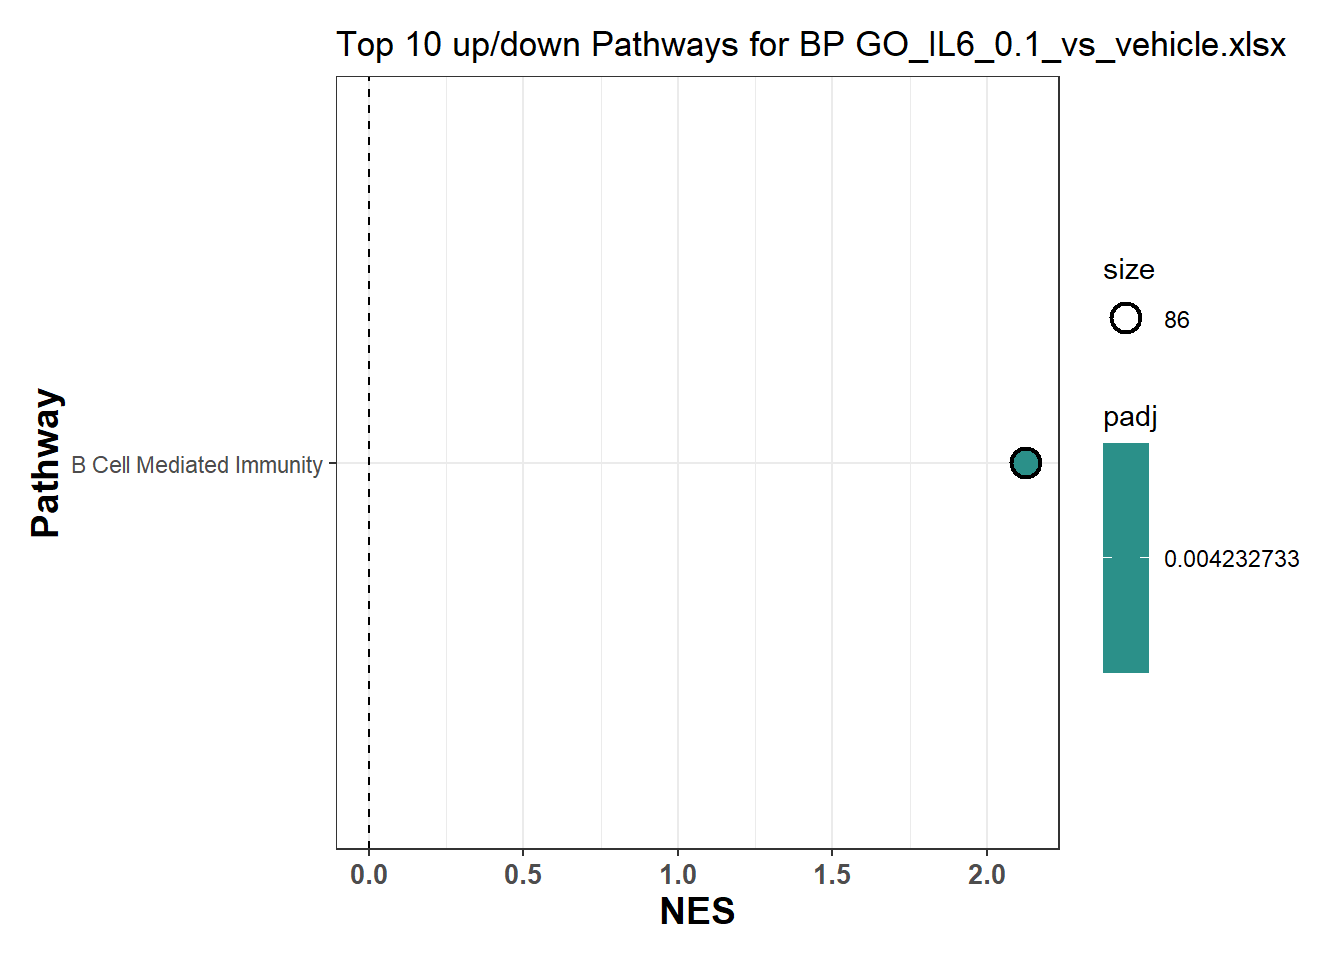 Top 10 up/down Pathways for BP GO_IL6_0.1_vs_vehicle.xlsx
Pathway
B Cell Mediated Immunity
0.0 0.5 1.0 1.5 2.0
NES
size
86
padj
0.004232733